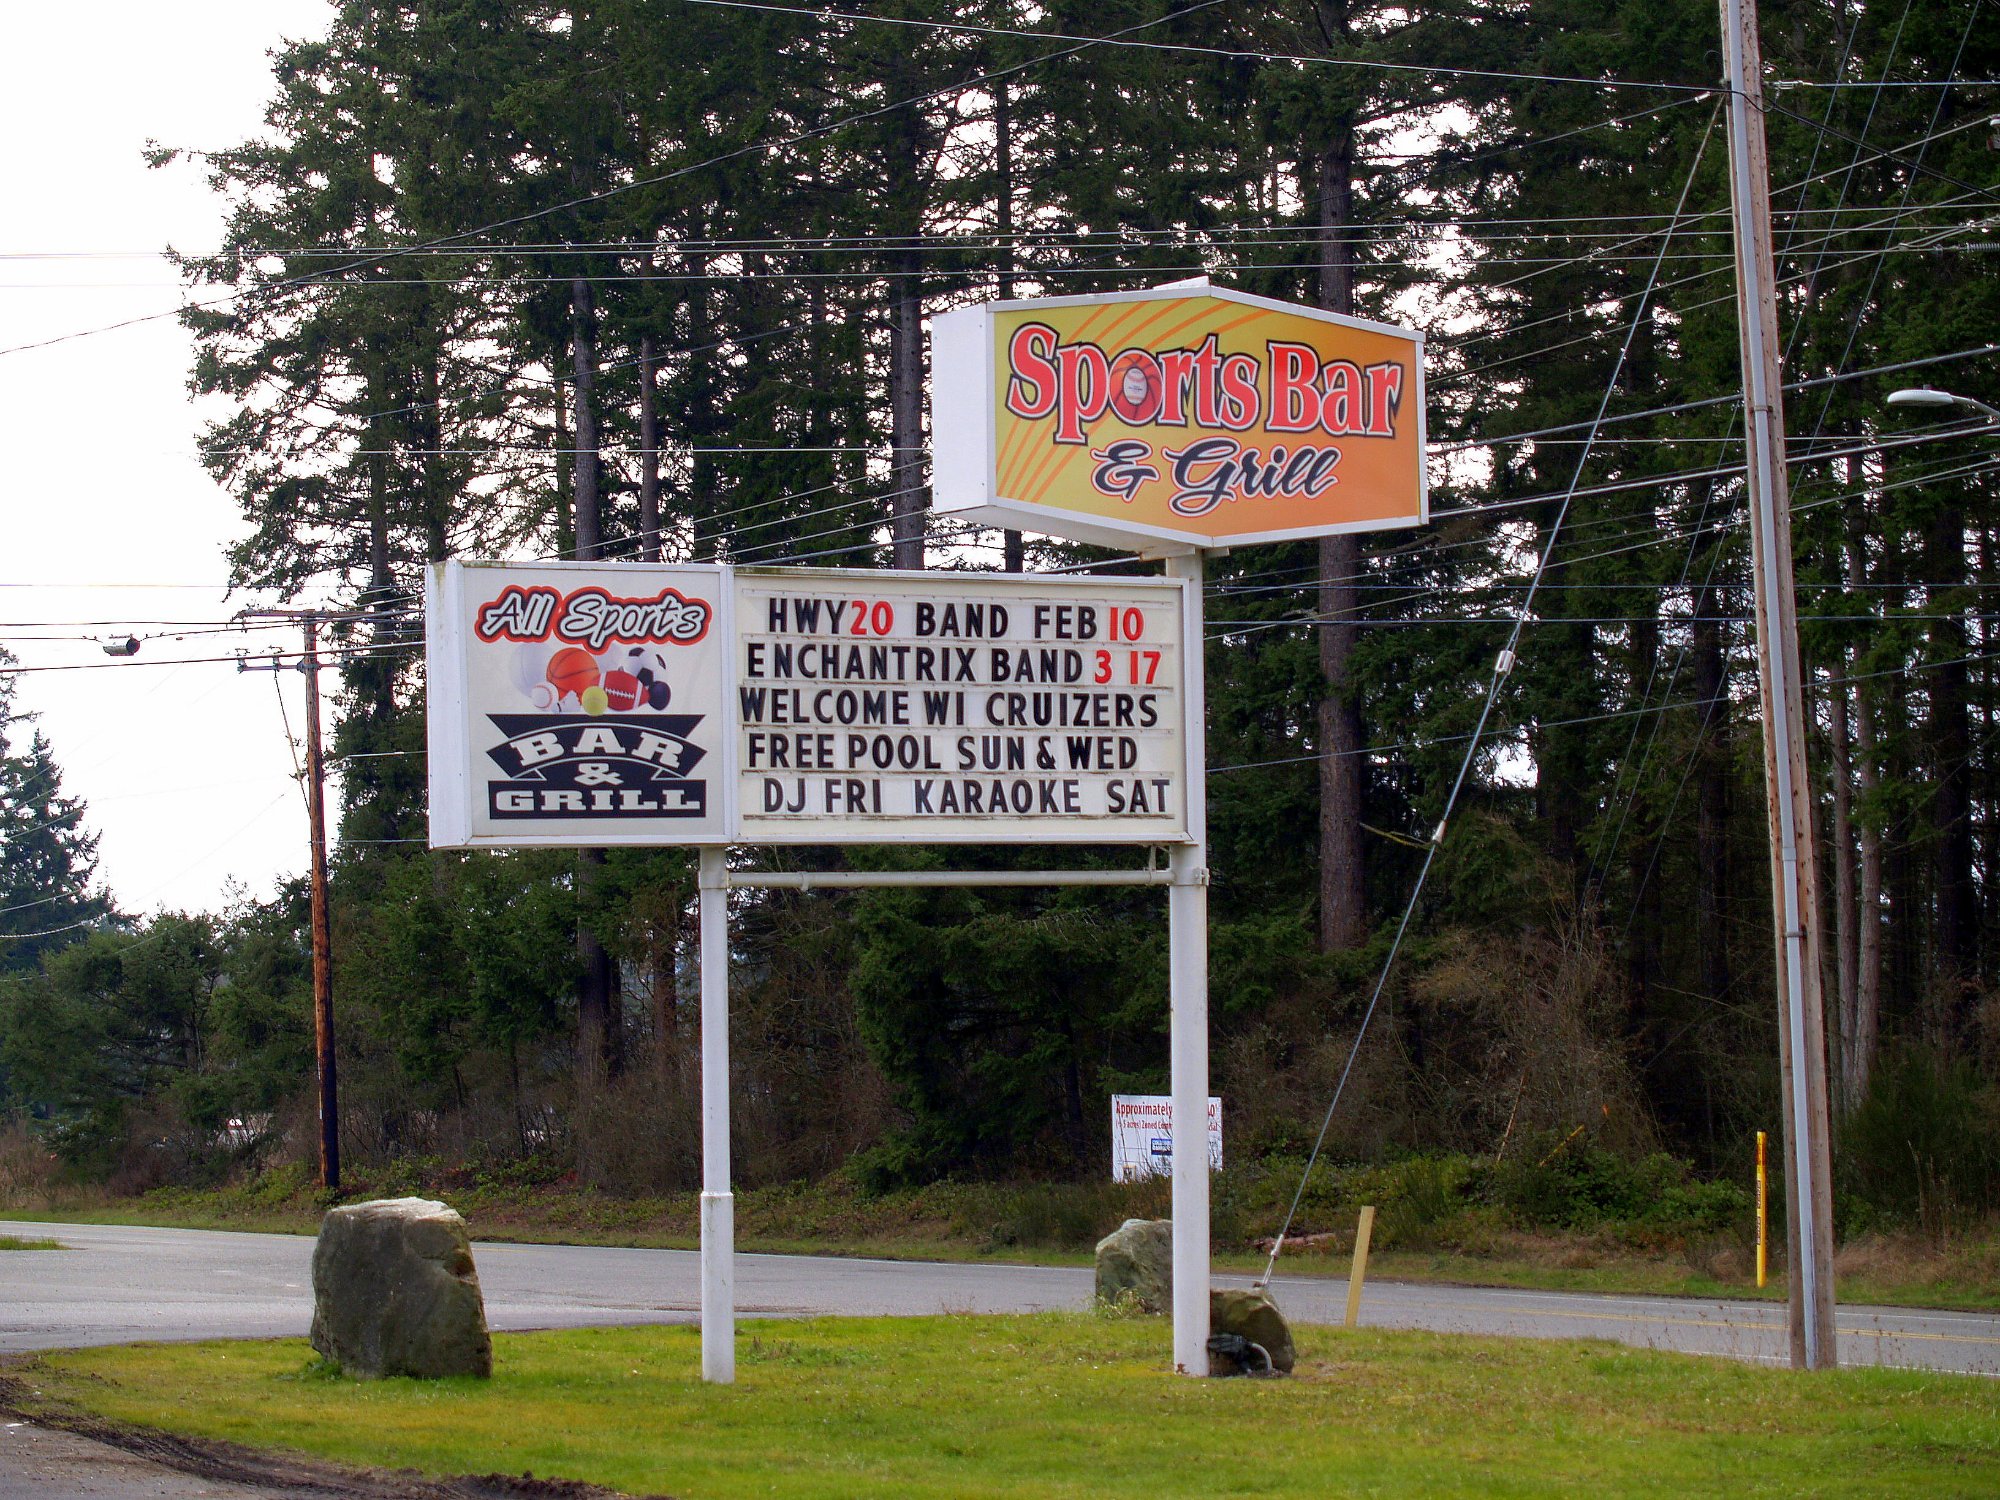 Sports Bar
& Grill
All Sports
BAR
&
GRILL
HWY20 BAND FEB 10
ENCHANTRIX BAND 3 17
WELCOME WI CRUIZERS
FREE POOL SUN & WED
DJ FRI KARAOKE SAT
Approximately
Zoned